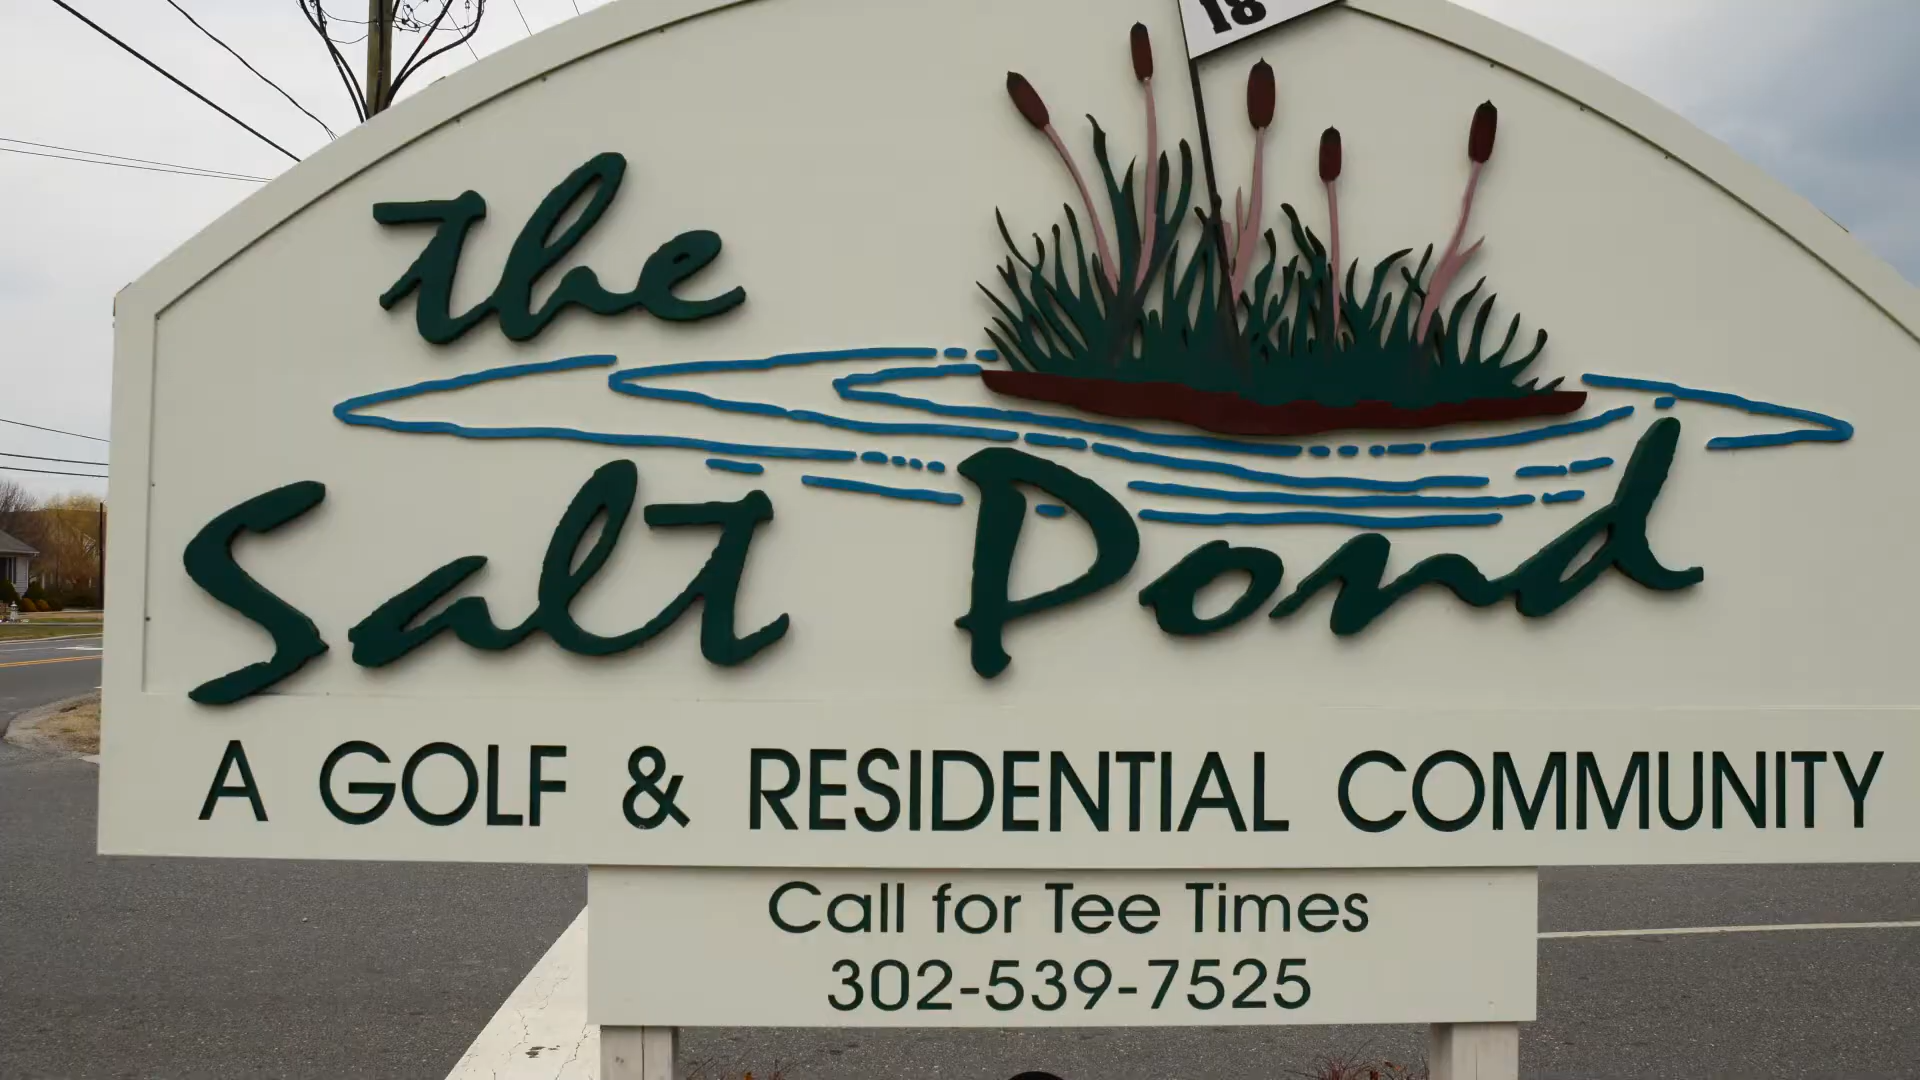 18
the
Salt Pond
A GOLF & RESIDENTIAL COMMUNITY
Call for Tee Times
302-539-7525